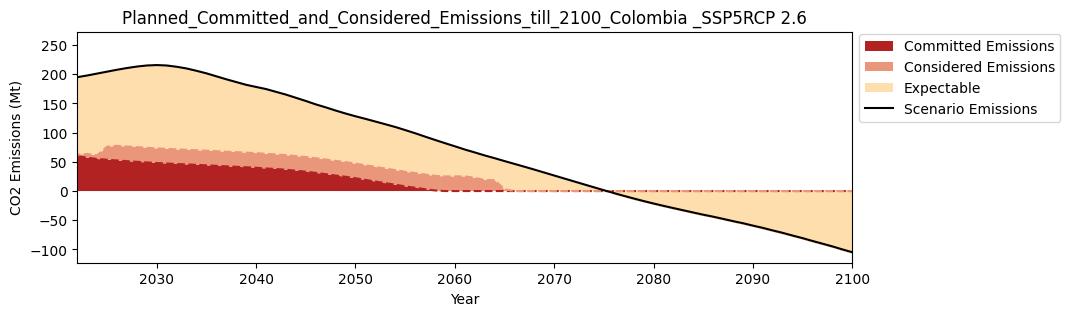 Planned_Committed_and_Considered_Emissions_till_2100_Colombia _SSP5RCP 2.6
CO2 Emissions (Mt)
250
200
150
100
50
0
−50
−100
2030
2040
2050
2060
2070
2080
2090
2100
Year
Committed Emissions
Considered Emissions
Expectable
Scenario Emissions